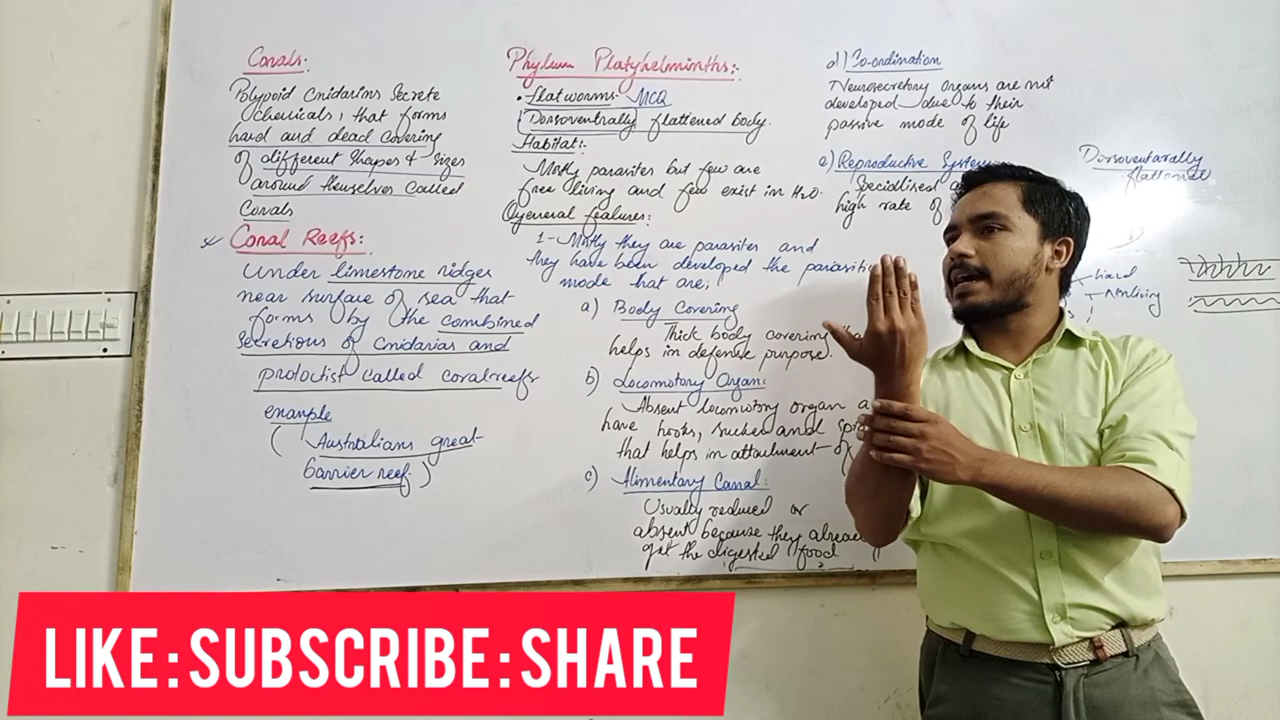 Corals:
Polypoid Cnidarins Secrete
chemicals, that forms
hard and dead covering
of different shapes & sizes
around themselves called
Corals
Coral Reefs:
Under limestone ridges
near surface of sea that
forms by the combined
secretions of Cnidarias and
protoctist called coral reefs
example
(Australians great
barrier reef)
Phylum Platyhelminths:
• flatworms: MCQ
Dorsoventrally flattened body.
Habitat:
Mostly parasites but few are
free living and few exist in H2O.
General features:
1- Mostly they are parasites and
they have been developed the parasitic
mode that are;
a) Body Covering
Thick body covering
helps in defense purpose.
b) Locomotory Organ:
Absent locomotory organ
have hooks, sucker and
that helps in attachment of
c) Alimentary Canal:
Usually reduced or
absent because they already
get the digested food
d) Co-ordination
Neurosecretory organs are not
developed due to their
passive mode of life
e) Reproductive System
Specialised
high rate of
Dorsoventarally
flattened
hard
Nonliving
LIKE : SUBSCRIBE : SHARE